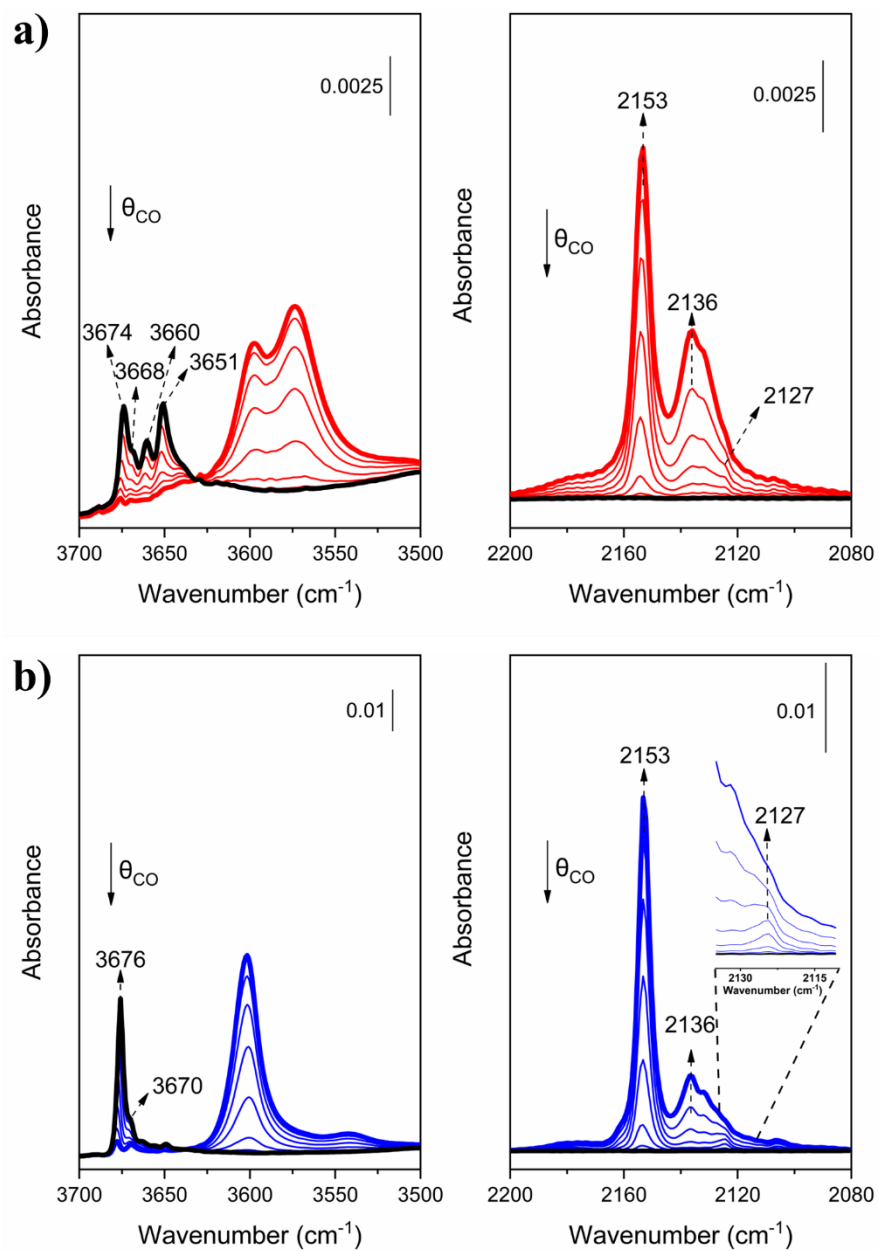 a)
0.0025
θCO
3674
3668
3660
3651
Absorbance
3700 3650 3600 3550 3500
Wavenumber (cm⁻¹)
2153
0.0025
θCO
2136
2127
Absorbance
2200 2160 2120 2080
Wavenumber (cm⁻¹)
b)
0.01
θCO
3676
3670
Absorbance
3700 3650 3600 3550 3500
Wavenumber (cm⁻¹)
0.01
2153
2127
θCO
2130 2115
Wavenumber (cm⁻¹)
2136
Absorbance
2200 2160 2120 2080
Wavenumber (cm⁻¹)